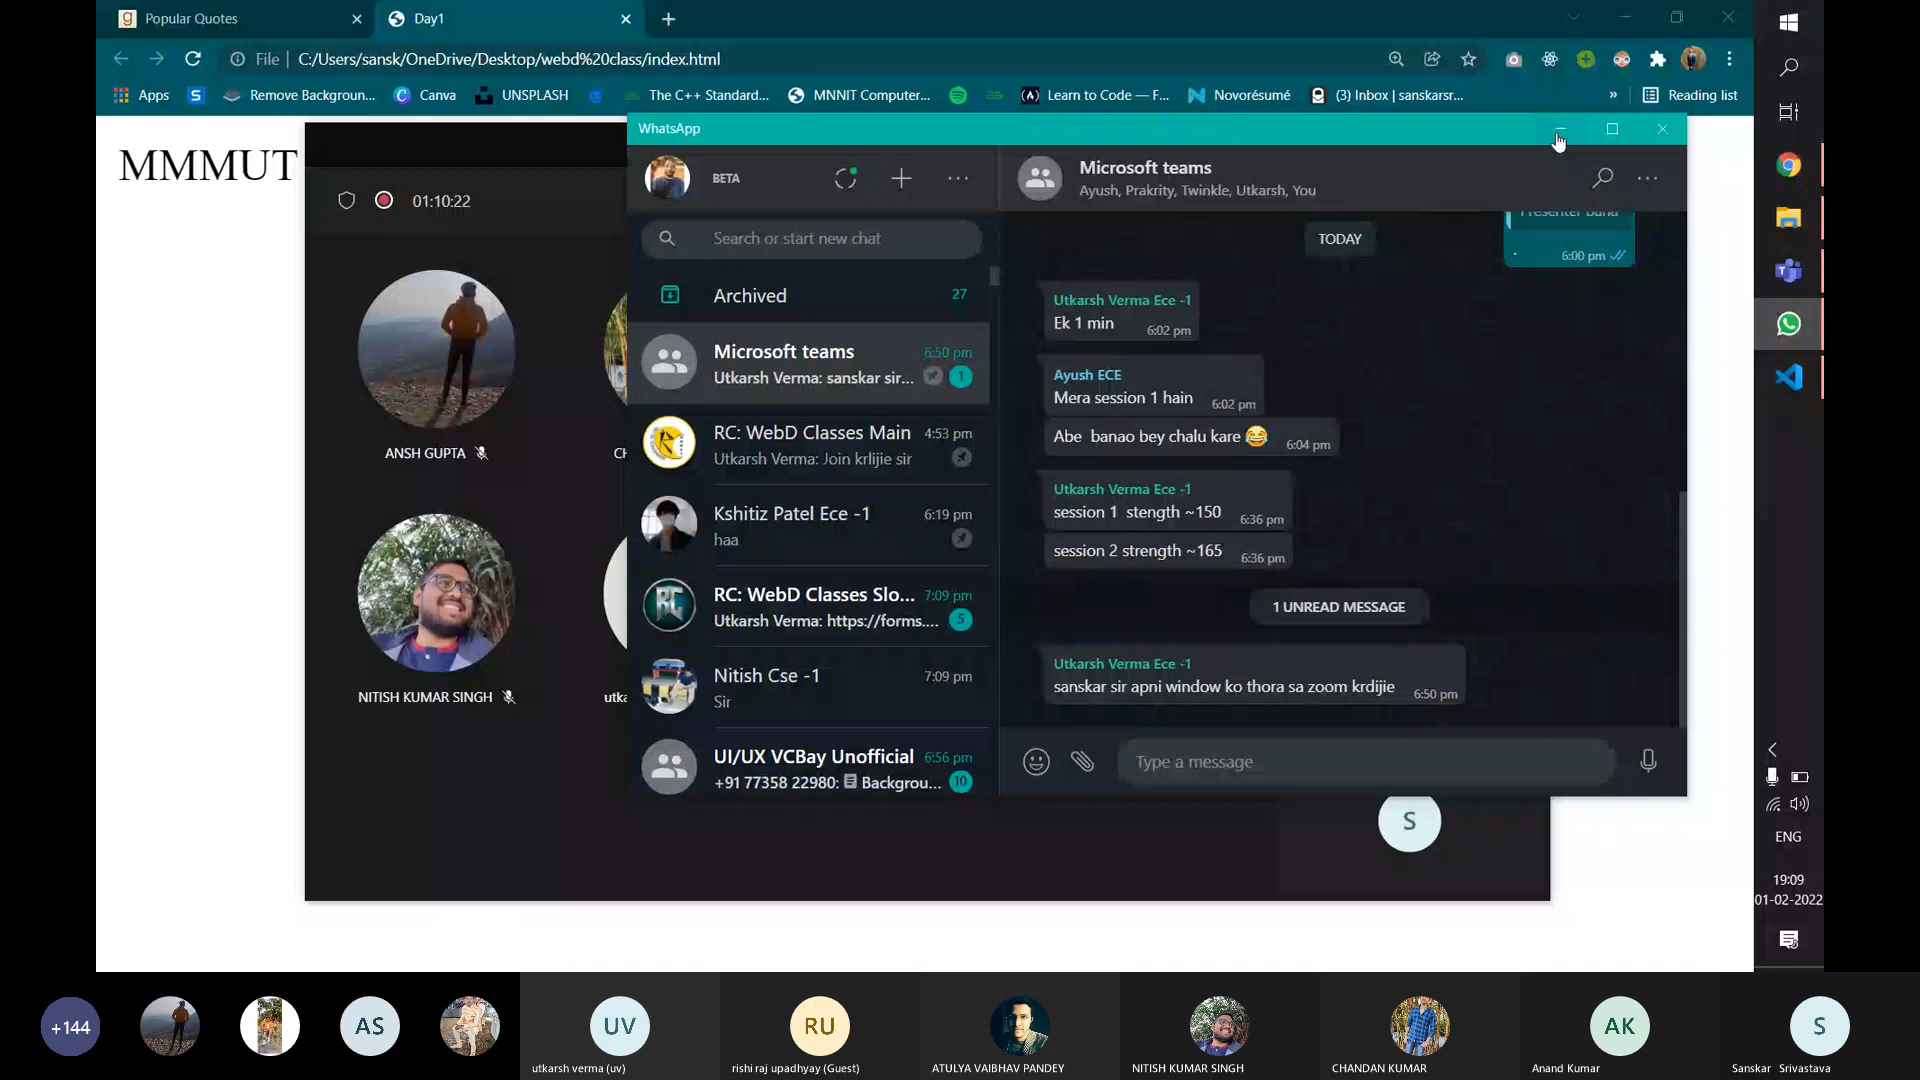 Popular Quotes
Day1
File | C:/Users/sansk/OneDrive/Desktop/webd%20class/index.html
Apps
Remove Backgroun...
Canva
UNSPLASH
The C++ Standard...
MNNIT Computer...
Learn to Code — F...
Novorésumé
(3) Inbox | sanskarsr...
»
Reading list
MMMUT
01:10:22
ANSH GUPTA
NITISH KUMAR SINGH
utka
WhatsApp
BETA
Search or start new chat
Archived 27
Microsoft teams 6:50 pm
Utkarsh Verma: sanskar sir... 1
RC: WebD Classes Main 4:53 pm
Utkarsh Verma: Join krlijie sir
Kshitiz Patel Ece -1 6:19 pm
haa
RC: WebD Classes Slo... 7:09 pm
Utkarsh Verma: https://forms.... 5
Nitish Cse -1 7:09 pm
Sir
UI/UX VCBay Unofficial 6:56 pm
+91 77358 22980: Backgrou... 10
Microsoft teams
Ayush, Prakrity, Twinkle, Utkarsh, You
. 6:00 pm
TODAY
Utkarsh Verma Ece -1
Ek 1 min 6:02 pm
Ayush ECE
Mera session 1 hain 6:02 pm
Abe banao bey chalu kare 😂 6:04 pm
Utkarsh Verma Ece -1
session 1 stength ~150 6:36 pm
session 2 strength ~165 6:36 pm
1 UNREAD MESSAGE
Utkarsh Verma Ece -1
sanskar sir apni window ko thora sa zoom krdijie 6:50 pm
Type a message
S
ENG
19:09
01-02-2022
+144
AS
UV
utkarsh verma (uv)
RU
rishi raj upadhyay (Guest)
ATULYA VAIBHAV PANDEY
NITISH KUMAR SINGH
CHANDAN KUMAR
AK
Anand Kumar
S
Sanskar Srivastava